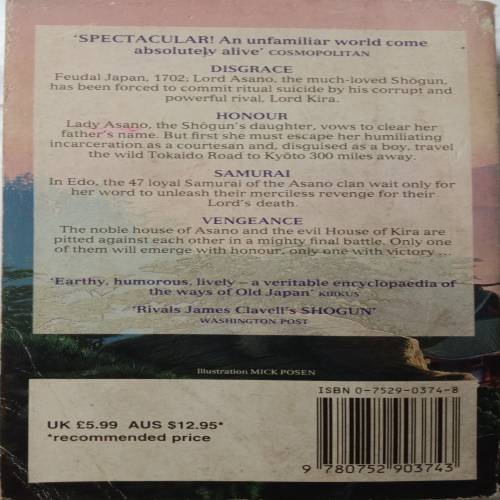 ‘SPECTACULAR! An unfamiliar world come
absolutely alive’ COSMOPOLITAN
DISGRACE
Feudal Japan, 1702; Lord Asano, the much-loved Shōgun,
has been forced to commit ritual suicide by his corrupt and
powerful rival, Lord Kira.
HONOUR
Lady Asano, the Shōgun's daughter, vows to clear her
father's name. But first she must escape her humiliating
incarceration as a courtesan and, disguised as a boy, travel
the wild Tokaido Road to Kyōto 300 miles away.
SAMURAI
In Edo, the 47 loyal Samurai of the Asano clan wait only for
her word to unleash their merciless revenge for their
Lord's death.
VENGEANCE
The noble house of Asano and the evil House of Kira are
pitted against each other in a mighty final battle. Only one
of them will emerge with honour, only one with victory ...
‘Earthy, humorous, lively – a veritable encyclopaedia of
the ways of Old Japan’ KIRKUS
‘Rivals James Clavell's SHOGUN’
WASHINGTON POST
Illustration MICK POSEN
ISBN 0-7529-0374-8
UK £5.99 AUS $12.95*
*recommended price
9 780752 903743